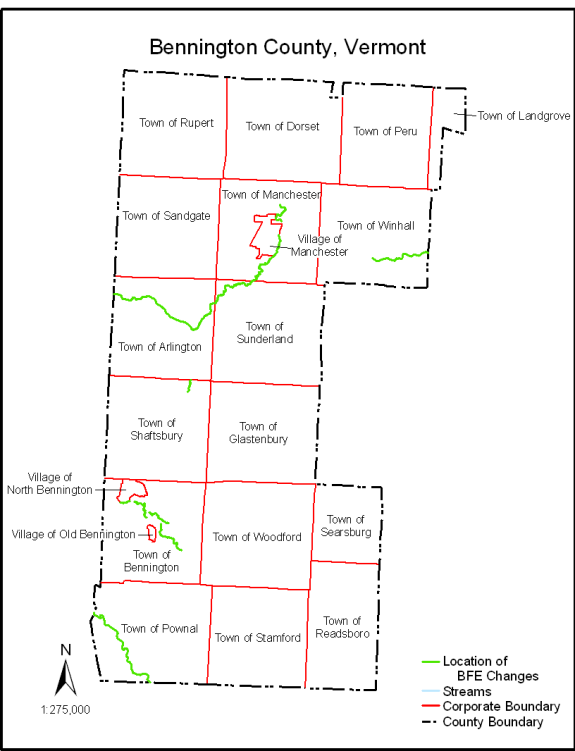 Bennington County, Vermont
Town of Rupert
Town of Dorset
Town of Peru
Town of Landgrove
Town of Manchester
Town of Sandgate
Town of Winhall
Village of
Manchester
Town of
Sunderland
Town of Arlington
Town of
Shaftsbury
Town of
Glastenbury
Village of
North Bennington
Village of Old Bennington
Town of
Bennington
Town of Woodford
Town of
Searsburg
Town of Pownal
Town of Stamford
Town of
Readsboro
N
1:275,000
Location of
BFE Changes
Streams
Corporate Boundary
County Boundary